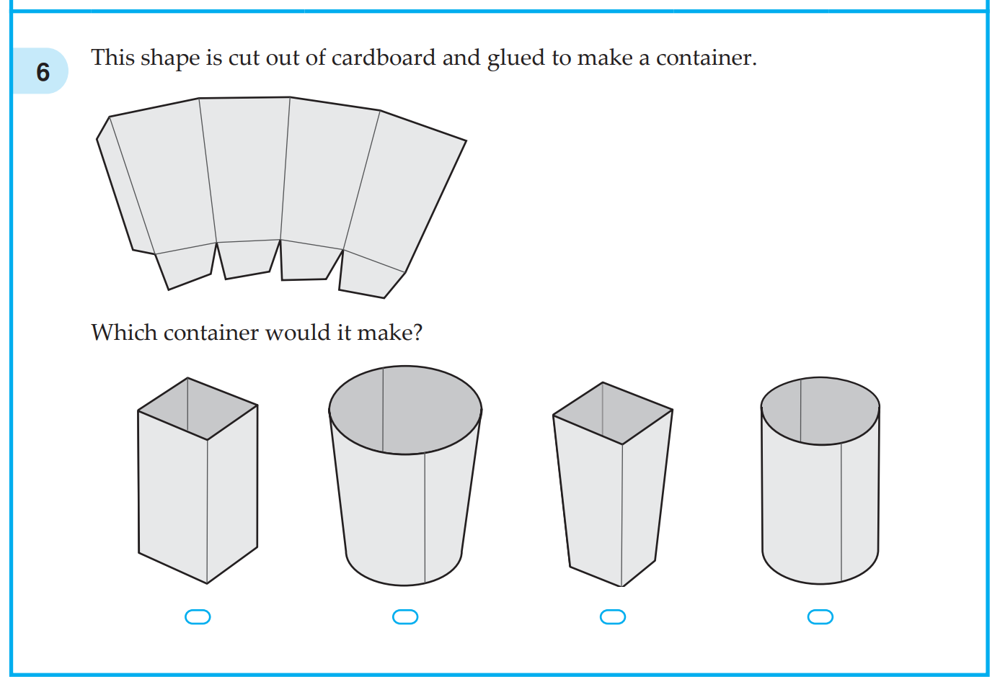 6
This shape is cut out of cardboard and glued to make a container.
Which container would it make?